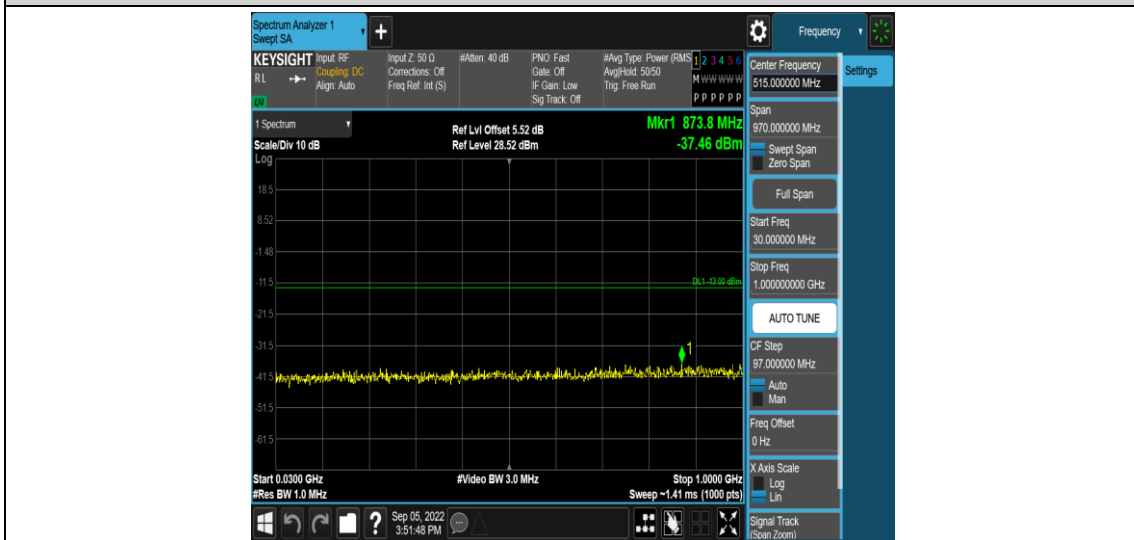 Spectrum Analyzer 1
Swept SA
+
Frequency
KEYSIGHT
RL
LXI
Input: RF
Coupling: DC
Align: Auto
Input Z: 50 Ω
Corrections: Off
Freq Ref: Int (S)
#Atten: 40 dB
PNO: Fast
Gate: Off
IF Gain: Low
Sig Track: Off
#Avg Type: Power (RMS
Avg|Hold: 50/50
Trig: Free Run
1 2 3 4 5 6
M W W W W W
P P P P P P
1 Spectrum
Scale/Div 10 dB
Ref Lvl Offset 5.52 dB
Ref Level 28.52 dBm
Mkr1 873.8 MHz
-37.46 dBm
Log
18.5
8.52
-1.48
-11.5
DL1 -13.00 dBm
-21.5
-31.5
1
-41.5
-51.5
-61.5
Start 0.0300 GHz
#Res BW 1.0 MHz
#Video BW 3.0 MHz
Stop 1.0000 GHz
Sweep ~1.41 ms (1000 pts)
?
Sep 05, 2022
3:51:48 PM
Center Frequency
515.000000 MHz
Settings
Span
970.000000 MHz
Swept Span
Zero Span
Full Span
Start Freq
30.000000 MHz
Stop Freq
1.000000000 GHz
AUTO TUNE
CF Step
97.000000 MHz
Auto
Man
Freq Offset
0 Hz
X Axis Scale
Log
Lin
Signal Track
(Span Zoom)